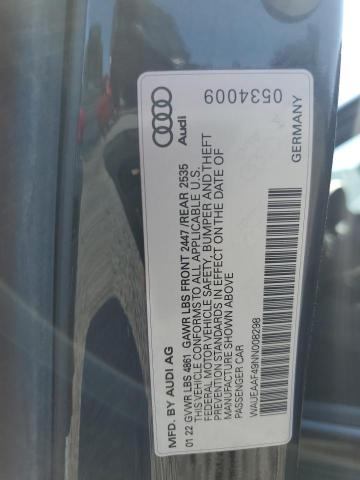 0534009
Audi
GERMANY
MFD. BY AUDI AG
01 22 GVWR LBS 4861 GAWR LBS FRONT 2447/REAR 2535
THIS VEHICLE CONFORMS TO ALL APPLICABLE U.S.
FEDERAL MOTOR VEHICLE SAFETY, BUMPER AND THEFT
PREVENTION STANDARDS IN EFFECT ON THE DATE OF
MANUFACTURE SHOWN ABOVE
PASSENGER CAR
WAUEAAF49NN008298